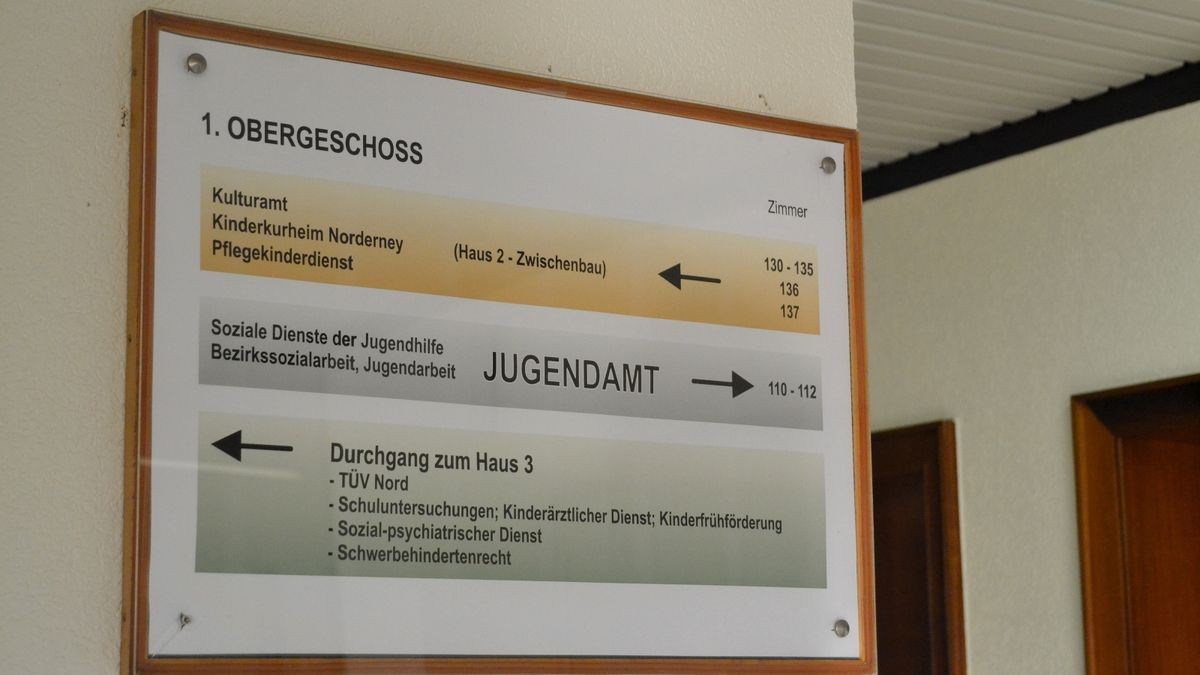 1. OBERGESCHOSS
Zimmer
Kulturamt 130 - 135
Kinderkurheim Norderney (Haus 2 - Zwischenbau) 136
Pflegekinderdienst 137
Soziale Dienste der Jugendhilfe
Bezirkssozialarbeit, Jugendarbeit JUGENDAMT 110 - 112
Durchgang zum Haus 3
- TÜV Nord
- Schuluntersuchungen; Kinderärztlicher Dienst; Kinderfrühförderung
- Sozial-psychiatrischer Dienst
- Schwerbehindertenrecht